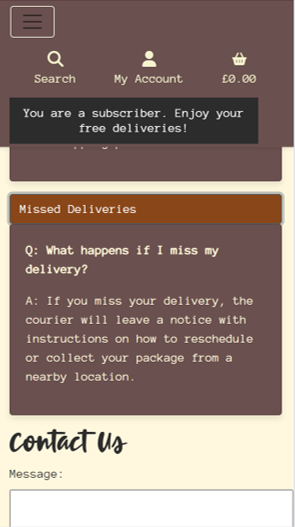 Search My Account £0.00
You are a subscriber. Enjoy your
free deliveries!
Missed Deliveries
Q: What happens if I miss my
delivery?
A: If you miss your delivery, the
courier will leave a notice with
instructions on how to reschedule
or collect your package from a
nearby location.
Contact Us
Message: